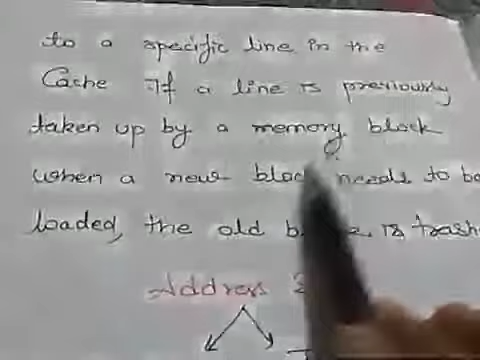 to a specific line in the
Cache If a line is previously
taken up by a memory block
when a new needs to be
loaded, the old is
Address